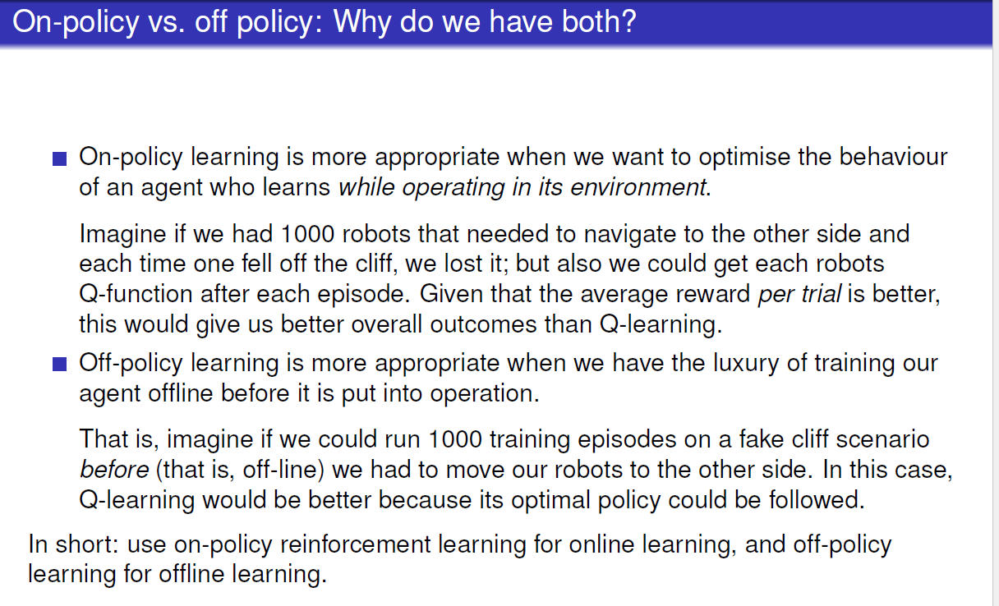 On-policy vs. off policy: Why do we have both?
On-policy learning is more appropriate when we want to optimise the behaviour
of an agent who learns while operating in its environment.
Imagine if we had 1000 robots that needed to navigate to the other side and
each time one fell off the cliff, we lost it; but also we could get each robots
Q-function after each episode. Given that the average reward per trial is better,
this would give us better overall outcomes than Q-learning.
Off-policy learning is more appropriate when we have the luxury of training our
agent offline before it is put into operation.
That is, imagine if we could run 1000 training episodes on a fake cliff scenario
before (that is, off-line) we had to move our robots to the other side. In this case,
Q-learning would be better because its optimal policy could be followed.
In short: use on-policy reinforcement learning for online learning, and off-policy
learning for offline learning.